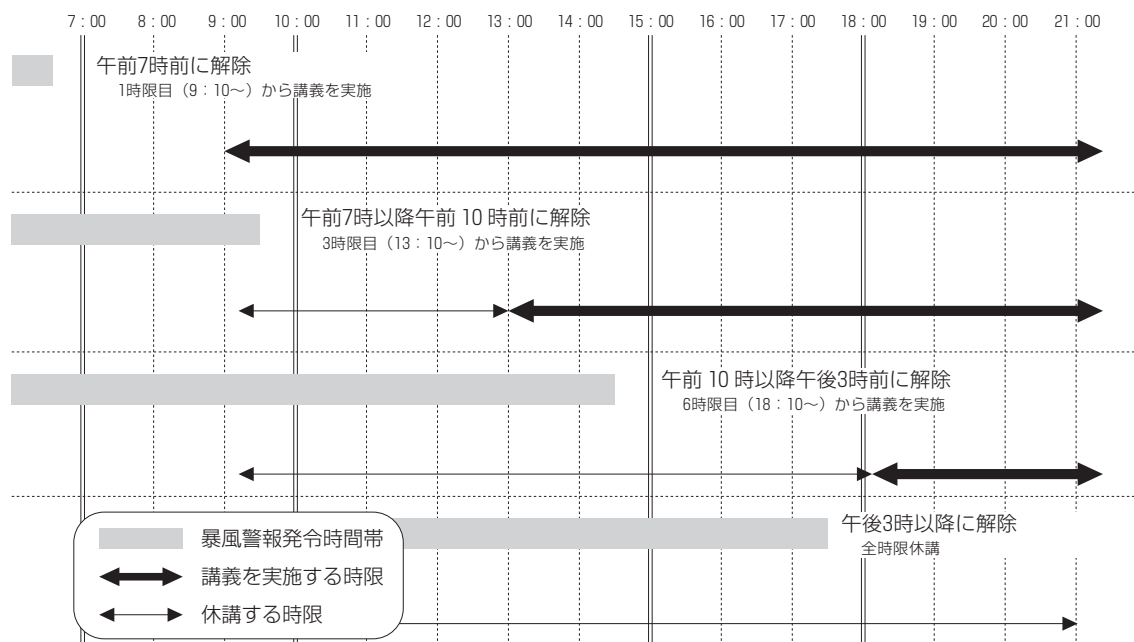 7：00 8：00 9：00 10：00 11：00 12：00 13：00 14：00 15：00 16：00 17：00 18：00 19：00 20：00 21：00
午前7時前に解除
1時限目（9：10～）から講義を実施
午前7時以降午前 10 時前に解除
3時限目（13：10～）から講義を実施
午前 10 時以降午後3時前に解除
6時限目（18：10～）から講義を実施
午後3時以降に解除
全時限休講
暴風警報発令時間帯
講義を実施する時限
休講する時限